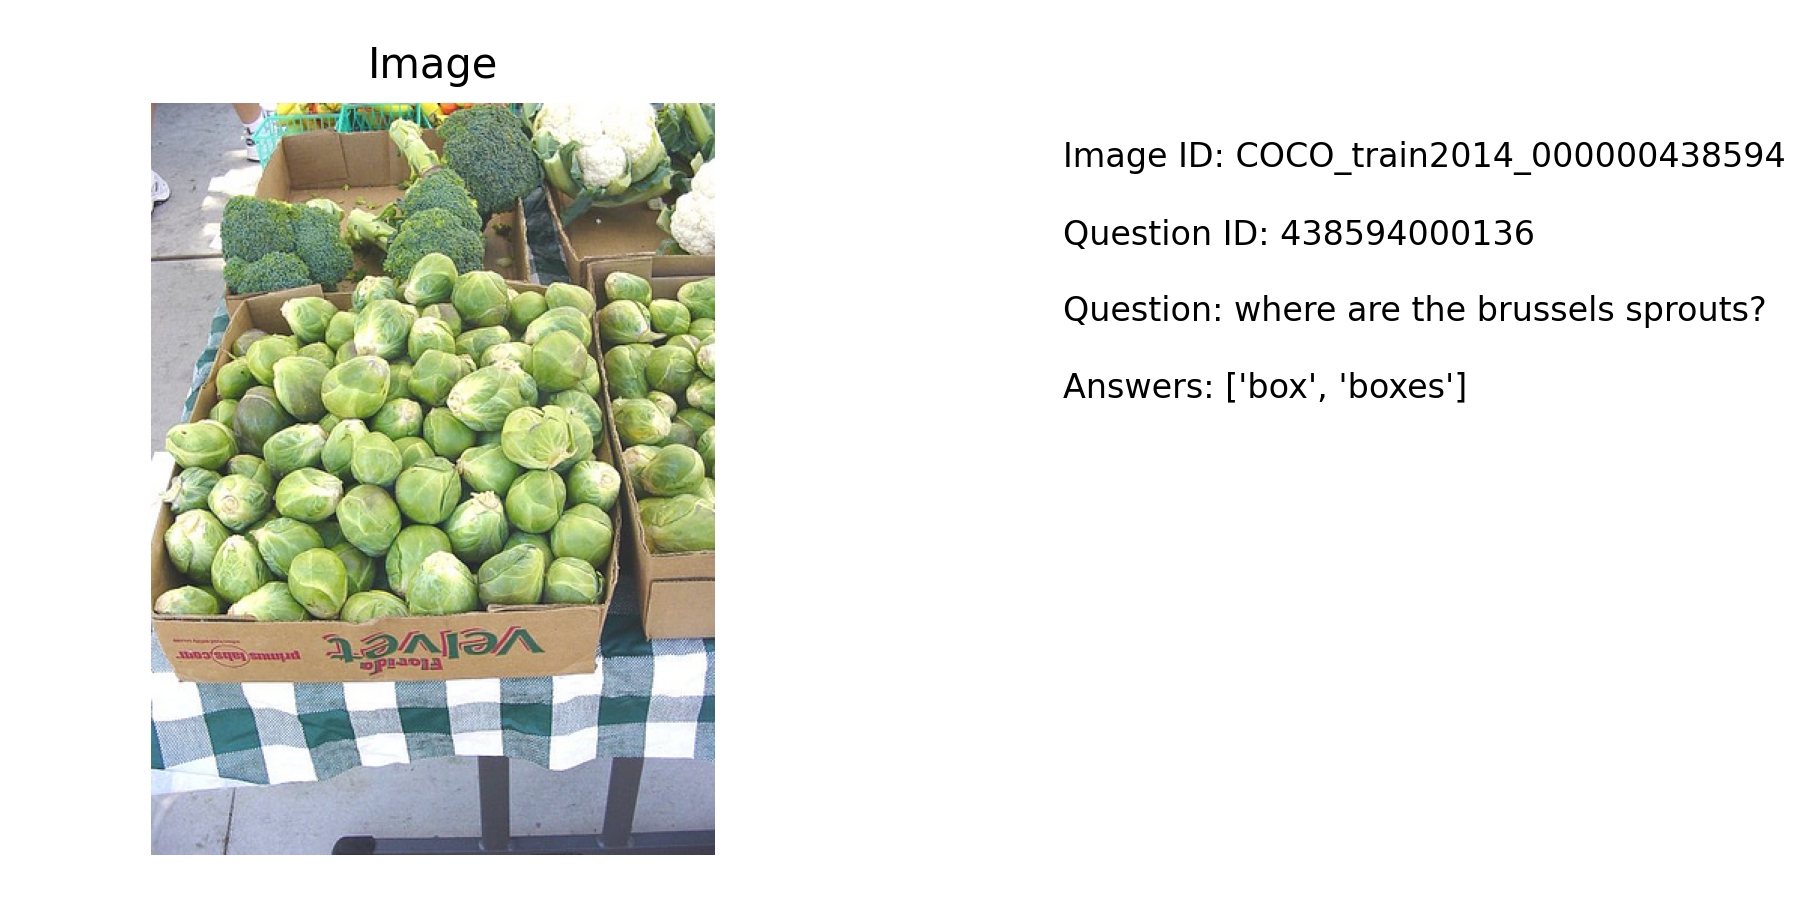 Image
Image ID: COCO_train2014_000000438594
Question ID: 438594000136
Question: where are the brussels sprouts?
Answers: ['box', 'boxes']
Florida
Velvet
primus labs.com